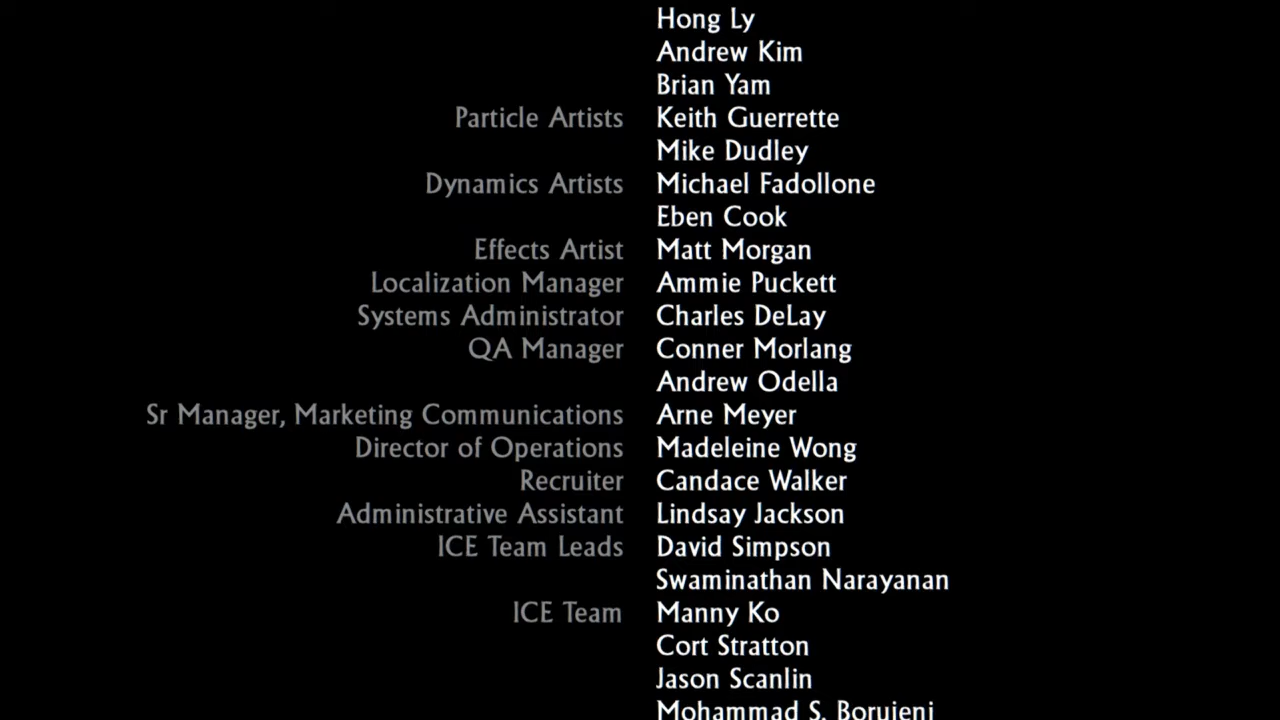 Hong Ly
Andrew Kim
Brian Yam
Particle Artists Keith Guerrette
Mike Dudley
Dynamics Artists Michael Fadollone
Eben Cook
Effects Artist Matt Morgan
Localization Manager Ammie Puckett
Systems Administrator Charles DeLay
QA Manager Conner Morlang
Andrew Odella
Sr Manager, Marketing Communications Arne Meyer
Director of Operations Madeleine Wong
Recruiter Candace Walker
Administrative Assistant Lindsay Jackson
ICE Team Leads David Simpson
Swaminathan Narayanan
ICE Team Manny Ko
Cort Stratton
Jason Scanlin
Mohammad S. Borujeni